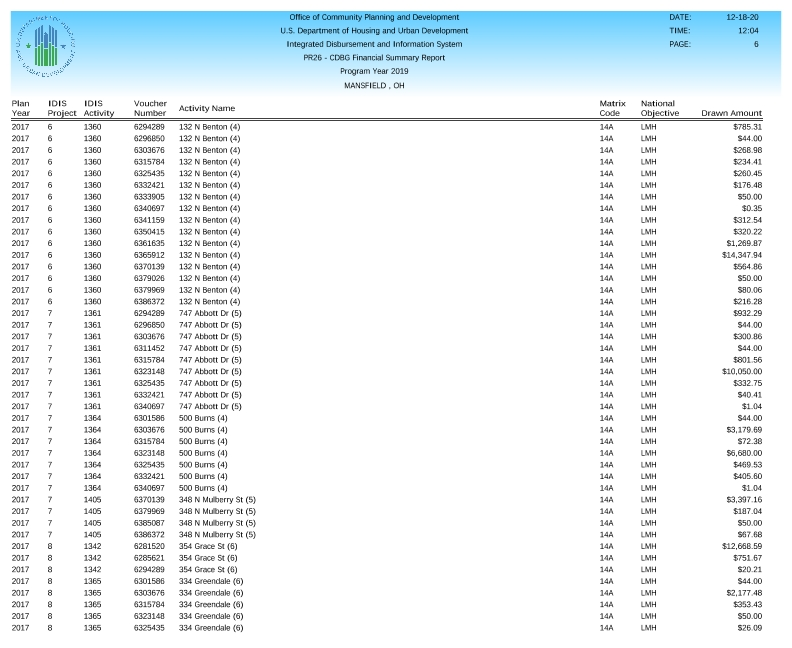 Office of Community Planning and Development DATE: 12-18-20
U.S. Department of Housing and Urban Development TIME: 12:04
Integrated Disbursement and Information System PAGE: 6
PR26 - CDBG Financial Summary Report
Program Year 2019
MANSFIELD , OH
Plan Year IDIS Project IDIS Activity Voucher Number Activity Name Matrix Code National Objective Drawn Amount
2017 6 1360 6294289 132 N Benton (4) 14A LMH $785.31
2017 6 1360 6296850 132 N Benton (4) 14A LMH $44.00
2017 6 1360 6303676 132 N Benton (4) 14A LMH $268.98
2017 6 1360 6315784 132 N Benton (4) 14A LMH $234.41
2017 6 1360 6325435 132 N Benton (4) 14A LMH $260.45
2017 6 1360 6332421 132 N Benton (4) 14A LMH $176.48
2017 6 1360 6333905 132 N Benton (4) 14A LMH $50.00
2017 6 1360 6340697 132 N Benton (4) 14A LMH $0.35
2017 6 1360 6341159 132 N Benton (4) 14A LMH $312.54
2017 6 1360 6350415 132 N Benton (4) 14A LMH $320.22
2017 6 1360 6361635 132 N Benton (4) 14A LMH $1,269.87
2017 6 1360 6365912 132 N Benton (4) 14A LMH $14,347.94
2017 6 1360 6370139 132 N Benton (4) 14A LMH $564.86
2017 6 1360 6379026 132 N Benton (4) 14A LMH $50.00
2017 6 1360 6379969 132 N Benton (4) 14A LMH $80.06
2017 6 1360 6386372 132 N Benton (4) 14A LMH $216.28
2017 7 1361 6294289 747 Abbott Dr (5) 14A LMH $932.29
2017 7 1361 6296850 747 Abbott Dr (5) 14A LMH $44.00
2017 7 1361 6303676 747 Abbott Dr (5) 14A LMH $300.86
2017 7 1361 6311452 747 Abbott Dr (5) 14A LMH $44.00
2017 7 1361 6315784 747 Abbott Dr (5) 14A LMH $801.56
2017 7 1361 6323148 747 Abbott Dr (5) 14A LMH $10,050.00
2017 7 1361 6325435 747 Abbott Dr (5) 14A LMH $332.75
2017 7 1361 6332421 747 Abbott Dr (5) 14A LMH $40.41
2017 7 1361 6340697 747 Abbott Dr (5) 14A LMH $1.04
2017 7 1364 6301586 500 Burns (4) 14A LMH $44.00
2017 7 1364 6303676 500 Burns (4) 14A LMH $3,179.69
2017 7 1364 6315784 500 Burns (4) 14A LMH $72.38
2017 7 1364 6323148 500 Burns (4) 14A LMH $6,680.00
2017 7 1364 6325435 500 Burns (4) 14A LMH $469.53
2017 7 1364 6332421 500 Burns (4) 14A LMH $405.60
2017 7 1364 6340697 500 Burns (4) 14A LMH $1.04
2017 7 1405 6370139 348 N Mulberry St (5) 14A LMH $3,397.16
2017 7 1405 6379969 348 N Mulberry St (5) 14A LMH $187.04
2017 7 1405 6385087 348 N Mulberry St (5) 14A LMH $50.00
2017 7 1405 6386372 348 N Mulberry St (5) 14A LMH $67.68
2017 8 1342 6281520 354 Grace St (6) 14A LMH $12,668.59
2017 8 1342 6285621 354 Grace St (6) 14A LMH $751.67
2017 8 1342 6294289 354 Grace St (6) 14A LMH $20.21
2017 8 1365 6301586 334 Greendale (6) 14A LMH $44.00
2017 8 1365 6303676 334 Greendale (6) 14A LMH $2,177.48
2017 8 1365 6315784 334 Greendale (6) 14A LMH $353.43
2017 8 1365 6323148 334 Greendale (6) 14A LMH $50.00
2017 8 1365 6325435 334 Greendale (6) 14A LMH $26.09